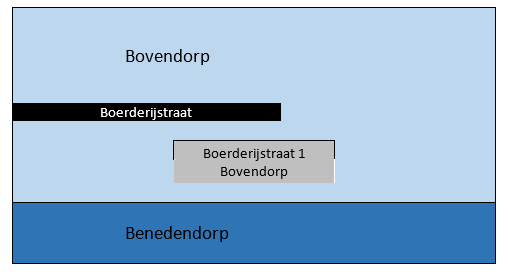 Bovendorp
Boerderijstraat
Boerderijstraat 1
Bovendorp
Benedendorp